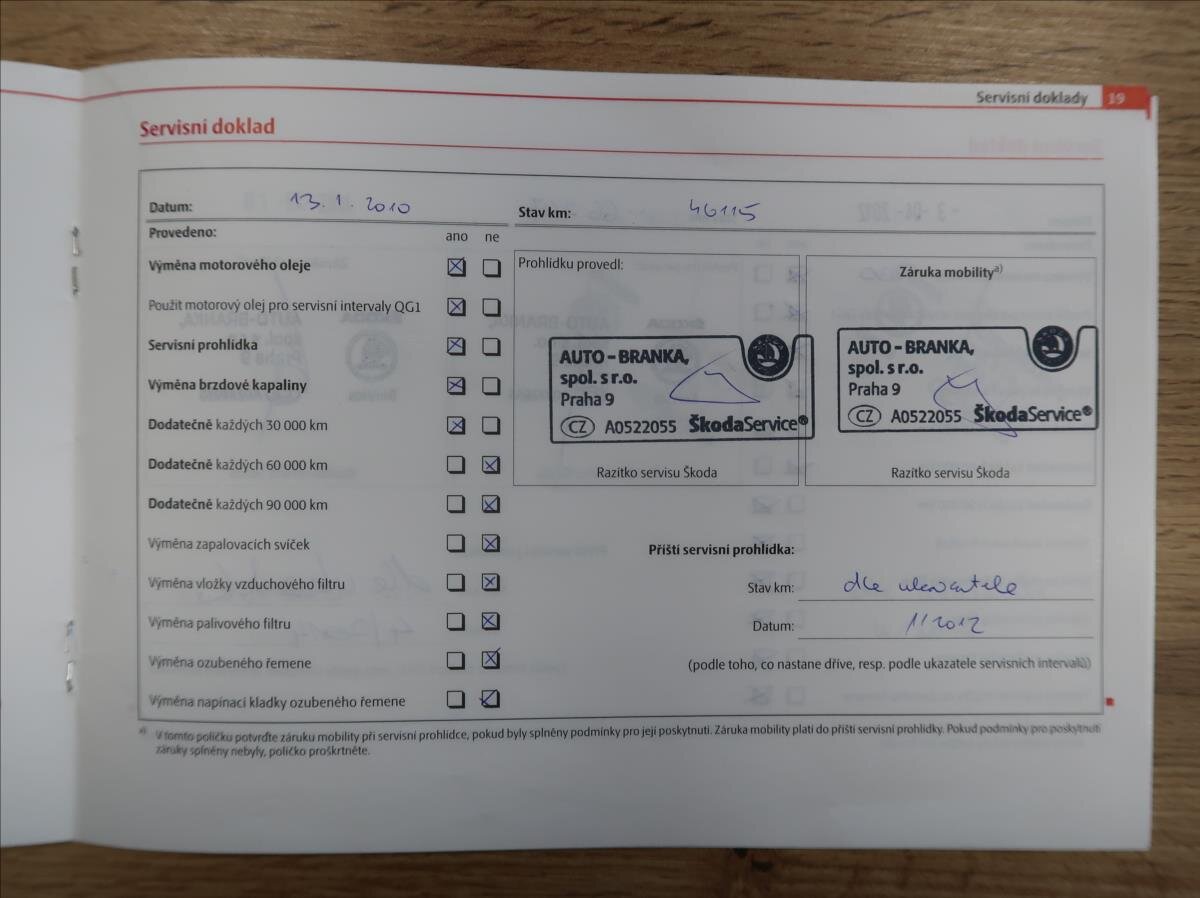 Servisní doklady 19
Servisní doklad
Datum: 13. 1. 2010
Stav km: 46115
Provedeno:
ano ne
Výměna motorového oleje
Použit motorový olej pro servisní intervaly QG1
Servisní prohlídka
Výměna brzdové kapaliny
Dodatečně každých 30 000 km
Dodatečně každých 60 000 km
Dodatečně každých 90 000 km
Výměna zapalovacích svíček
Výměna vložky vzduchového filtru
Výměna palivového filtru
Výměna ozubeného řemene
Výměna napínací kladky ozubeného řemene
Prohlídku provedl:
AUTO – BRANKA,
spol. s r.o.
Praha 9
CZ A0522055 ŠkodaService®
Razítko servisu Škoda
Záruka mobility a)
AUTO – BRANKA,
spol. s r.o.
Praha 9
CZ A0522055 ŠkodaService®
Razítko servisu Škoda
Příští servisní prohlídka:
Stav km: dle ukazatele
Datum: 1/2012
(podle toho, co nastane dříve, resp. podle ukazatele servisních intervalů)
a) V tomto políčku potvrďte záruku mobility při servisní prohlídce, pokud byly splněny podmínky pro její poskytnutí. Záruka mobility platí do příští servisní prohlídky. Pokud podmínky pro poskytnutí
záruky splněny nebyly, políčko proškrtněte.